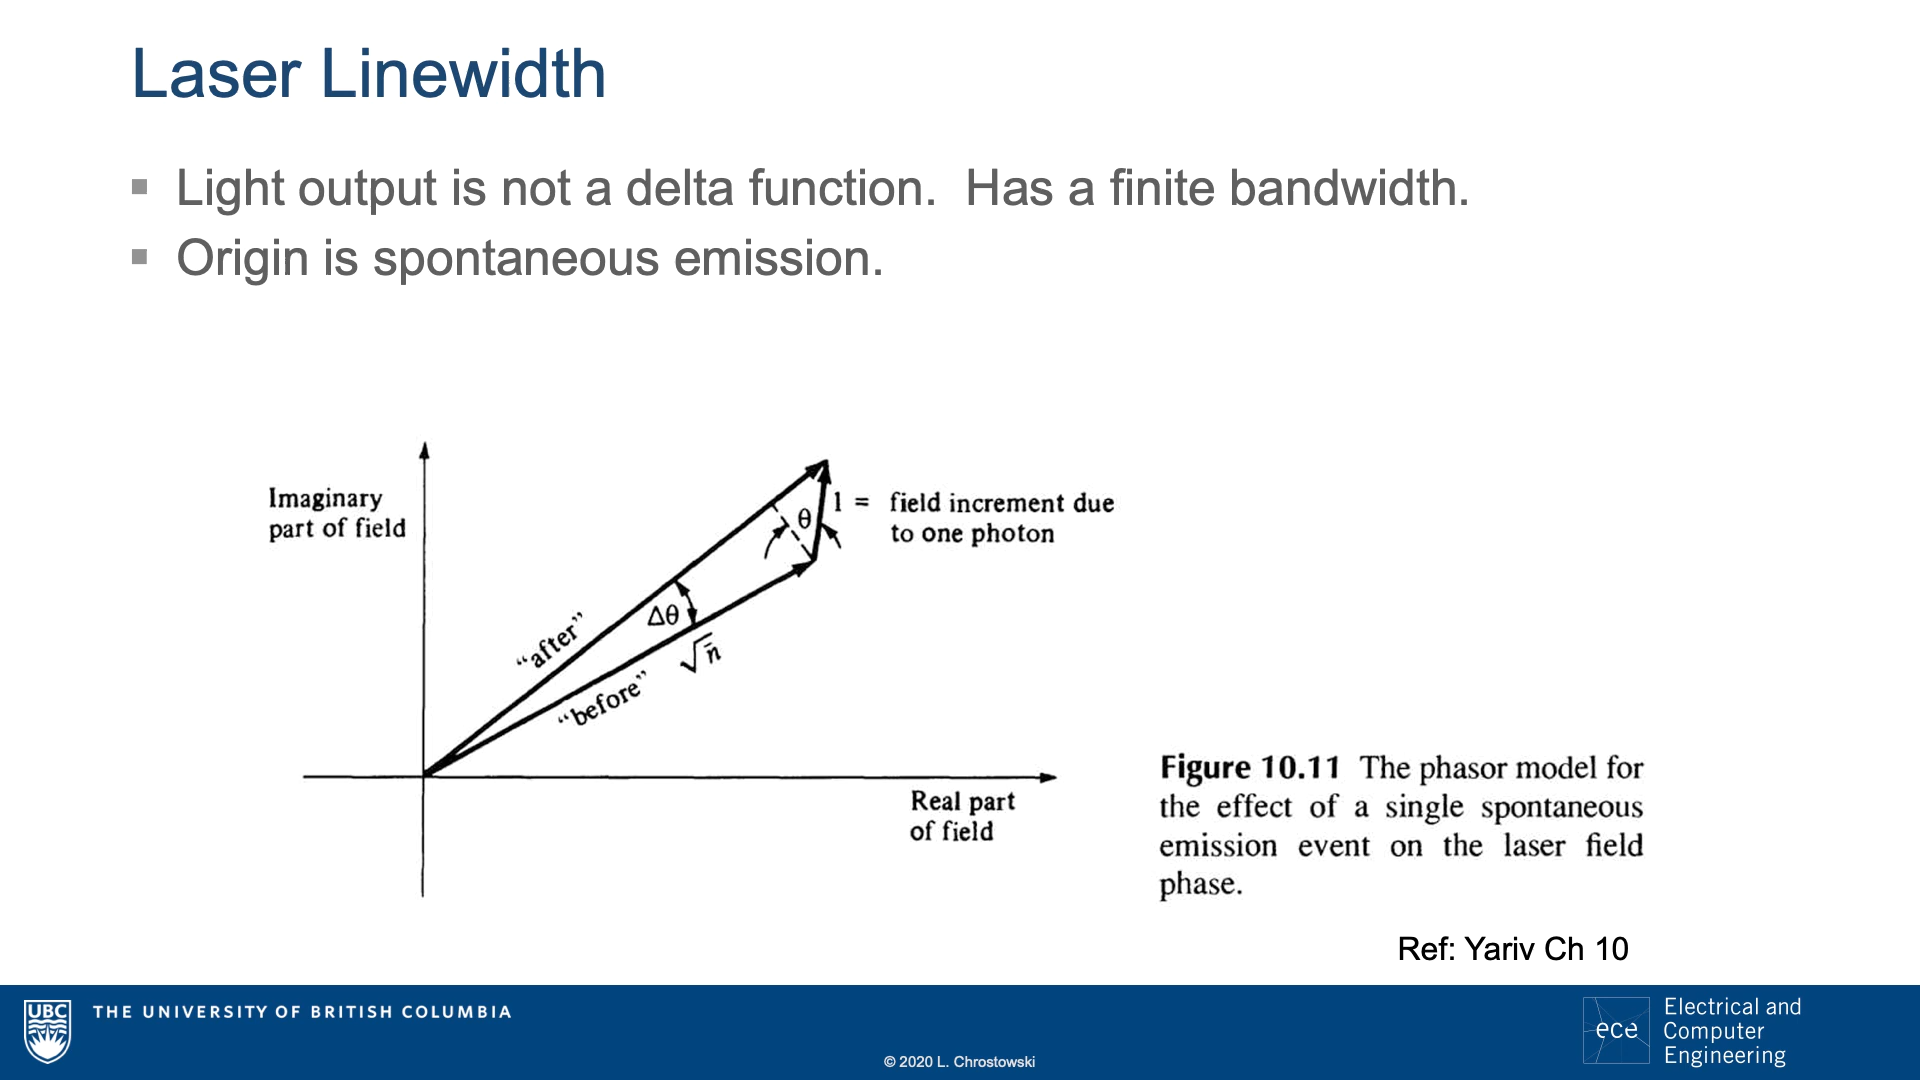 Laser Linewidth
▪ Light output is not a delta function.  Has a finite bandwidth.
▪ Origin is spontaneous emission.
Imaginary
part of field
θ
1 = field increment due
to one photon
Δθ
“after”
√n̄
“before”
Real part
of field
Figure 10.11 The phasor model for
the effect of a single spontaneous
emission event on the laser field
phase.
Ref: Yariv Ch 10
UBC
THE UNIVERSITY OF BRITISH COLUMBIA
© 2020 L. Chrostowski
ece
Electrical and
Computer
Engineering